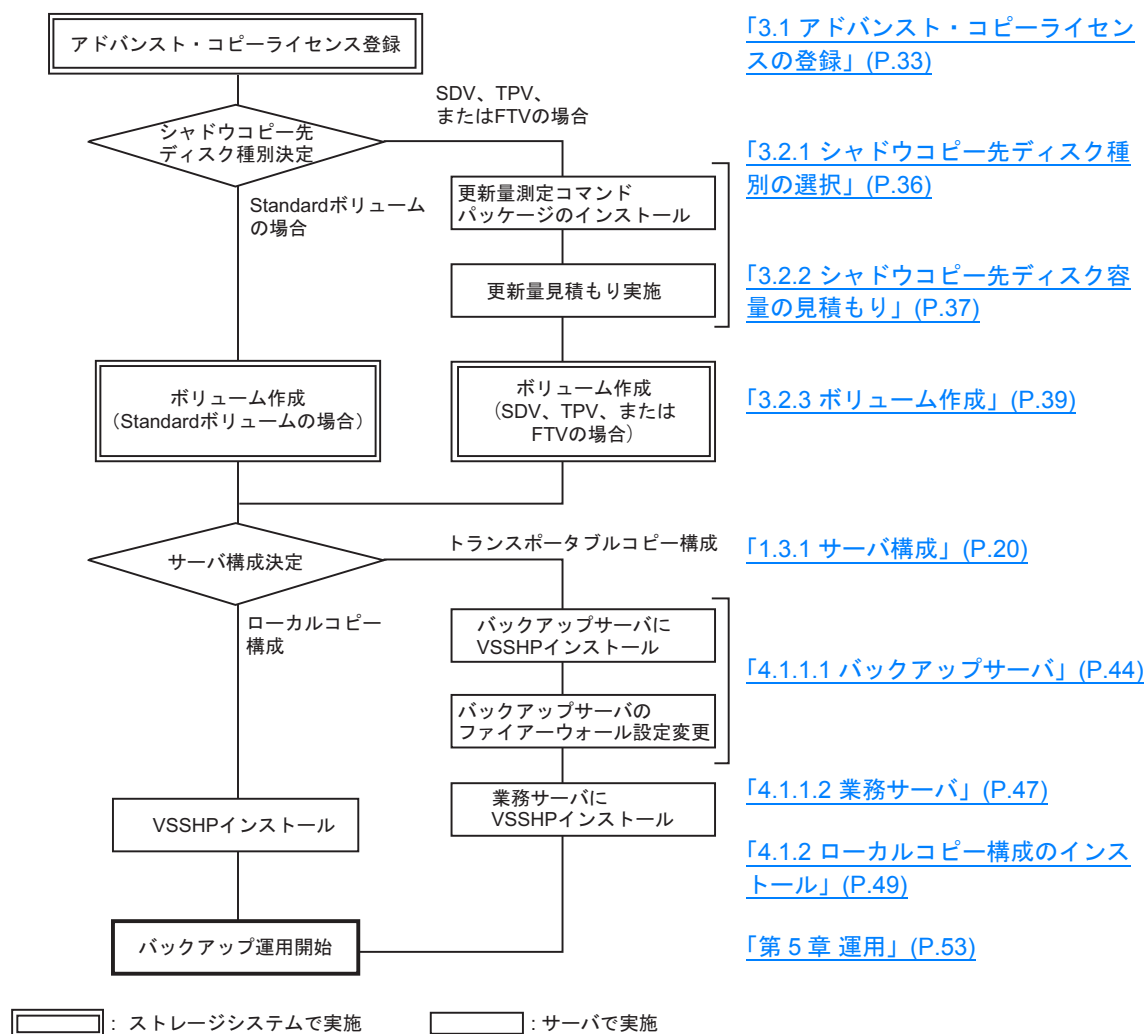 アドバンスト・コピーライセンス登録
「3.1 アドバンスト・コピーライセン
スの登録」(P.33)
SDV、TPV、
またはFTVの場合
シャドウコピー先
ディスク種別決定
「3.2.1 シャドウコピー先ディスク種
別の選択」(P.36)
Standardボリューム
の場合
更新量測定コマンド
パッケージのインストール
更新量見積もり実施
「3.2.2 シャドウコピー先ディスク容
量の見積もり」(P.37)
ボリューム作成
（Standardボリュームの場合）
ボリューム作成
（SDV、TPV、または
FTVの場合）
「3.2.3 ボリューム作成」(P.39)
サーバ構成決定
トランスポータブルコピー構成
「1.3.1 サーバ構成」(P.20)
ローカルコピー
構成
バックアップサーバに
VSSHPインストール
バックアップサーバの
ファイアーウォール設定変更
「4.1.1.1 バックアップサーバ」(P.44)
VSSHPインストール
業務サーバに
VSSHPインストール
「4.1.1.2 業務サーバ」(P.47)
「4.1.2 ローカルコピー構成のインス
トール」(P.49)
バックアップ運用開始
「第 5 章 運用」(P.53)
：ストレージシステムで実施
：サーバで実施